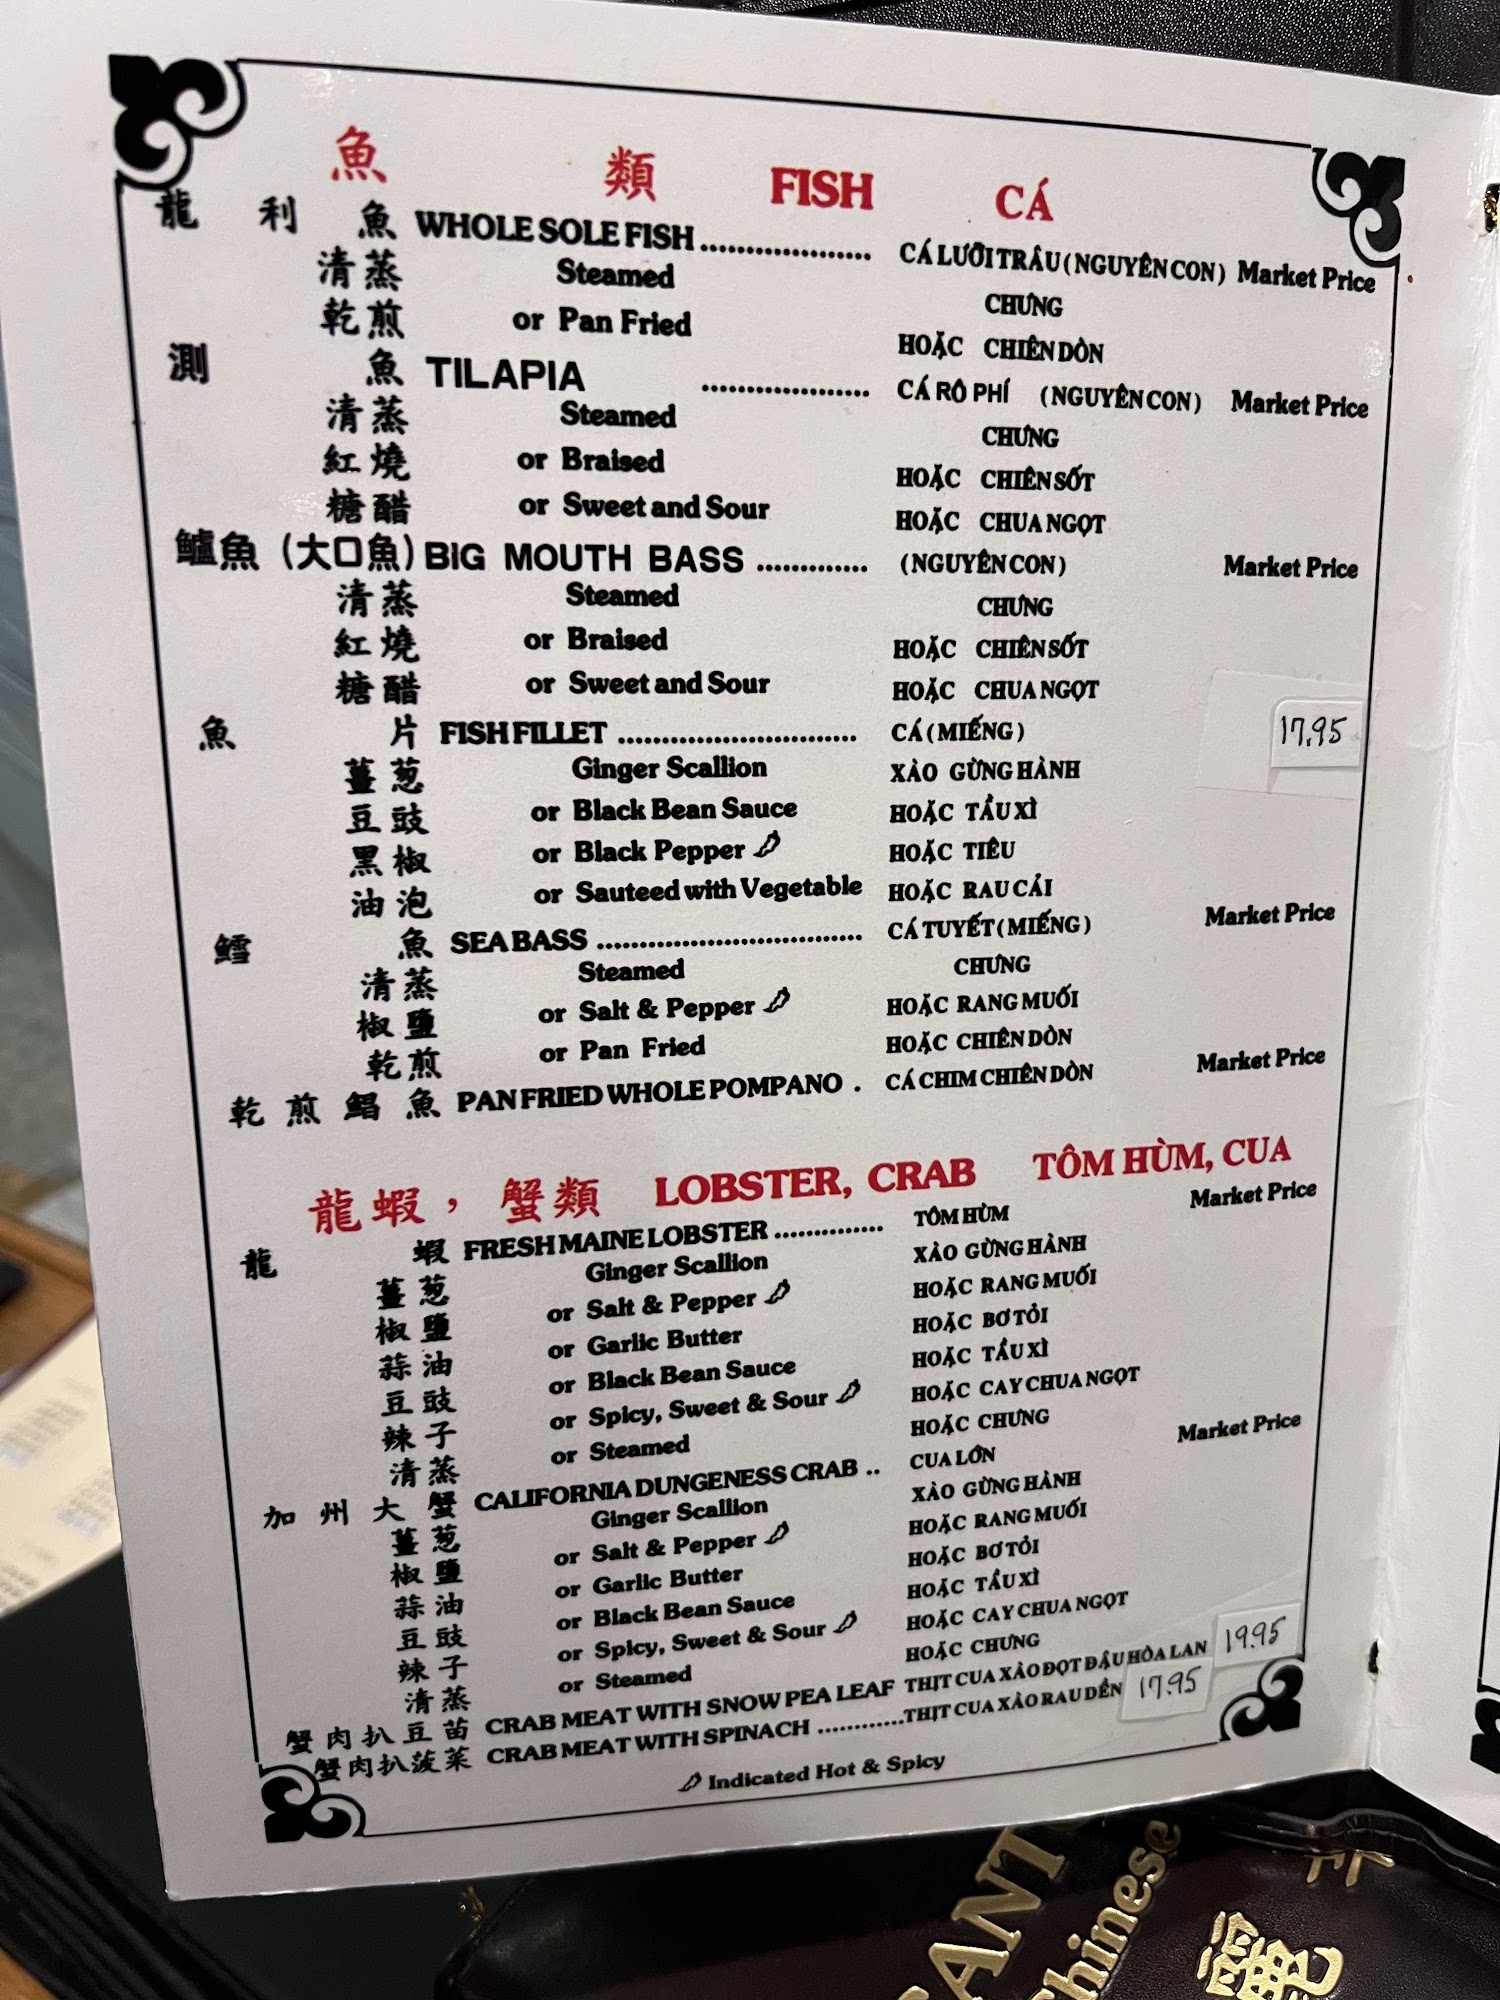 魚 類 FISH CÁ
龍利魚 WHOLE SOLE FISH .................... CÁ LƯỠI TRÂU (NGUYÊN CON) Market Price
清蒸 Steamed CHƯNG
乾煎 or Pan Fried HOẶC CHIÊN DÒN
測魚 TILAPIA .................... CÁ RÔ PHÍ (NGUYÊN CON) Market Price
清蒸 Steamed CHƯNG
紅燒 or Braised HOẶC CHIÊN SỐT
糖醋 or Sweet and Sour HOẶC CHUA NGỌT
鱸魚 (大口魚) BIG MOUTH BASS ............. (NGUYÊN CON) Market Price
清蒸 Steamed CHƯNG
紅燒 or Braised HOẶC CHIÊN SỐT
糖醋 or Sweet and Sour HOẶC CHUA NGỌT
魚片 FISH FILLET ............................ CÁ (MIẾNG) 17.95
薑葱 Ginger Scallion XÀO GỪNG HÀNH
豆豉 or Black Bean Sauce HOẶC TẦU XÌ
黑椒 or Black Pepper HOẶC TIÊU
油泡 or Sauteed with Vegetable HOẶC RAU CẢI
鱈魚 SEA BASS ............................... CÁ TUYẾT (MIẾNG) Market Price
清蒸 Steamed CHƯNG
椒鹽 or Salt & Pepper HOẶC RANG MUỐI
乾煎 or Pan Fried HOẶC CHIÊN DÒN
乾煎鯧魚 PAN FRIED WHOLE POMPANO . CÁ CHIM CHIÊN DÒN Market Price
龍蝦，蟹類 LOBSTER, CRAB TÔM HÙM, CUA
龍蝦 FRESH MAINE LOBSTER .............. TÔM HÙM Market Price
薑葱 Ginger Scallion XÀO GỪNG HÀNH
椒鹽 or Salt & Pepper HOẶC RANG MUỐI
蒜油 or Garlic Butter HOẶC BƠ TỎI
豆豉 or Black Bean Sauce HOẶC TẦU XÌ
辣子 or Spicy, Sweet & Sour HOẶC CAY CHUA NGỌT
清蒸 or Steamed HOẶC CHƯNG
加州大蟹 CALIFORNIA DUNGENESS CRAB .. CUA LỚN Market Price
薑葱 Ginger Scallion XÀO GỪNG HÀNH
椒鹽 or Salt & Pepper HOẶC RANG MUỐI
蒜油 or Garlic Butter HOẶC BƠ TỎI
豆豉 or Black Bean Sauce HOẶC TẦU XÌ
辣子 or Spicy, Sweet & Sour HOẶC CAY CHUA NGỌT
清蒸 or Steamed HOẶC CHƯNG
蟹肉扒豆苗 CRAB MEAT WITH SNOW PEA LEAF THỊT CUA XÀO ĐỌT ĐẬU HÒA LAN 19.95
蟹肉扒菠菜 CRAB MEAT WITH SPINACH ............ THỊT CUA XÀO RAU DỀN 17.95
Indicated Hot & Spicy
ANT
Chinese